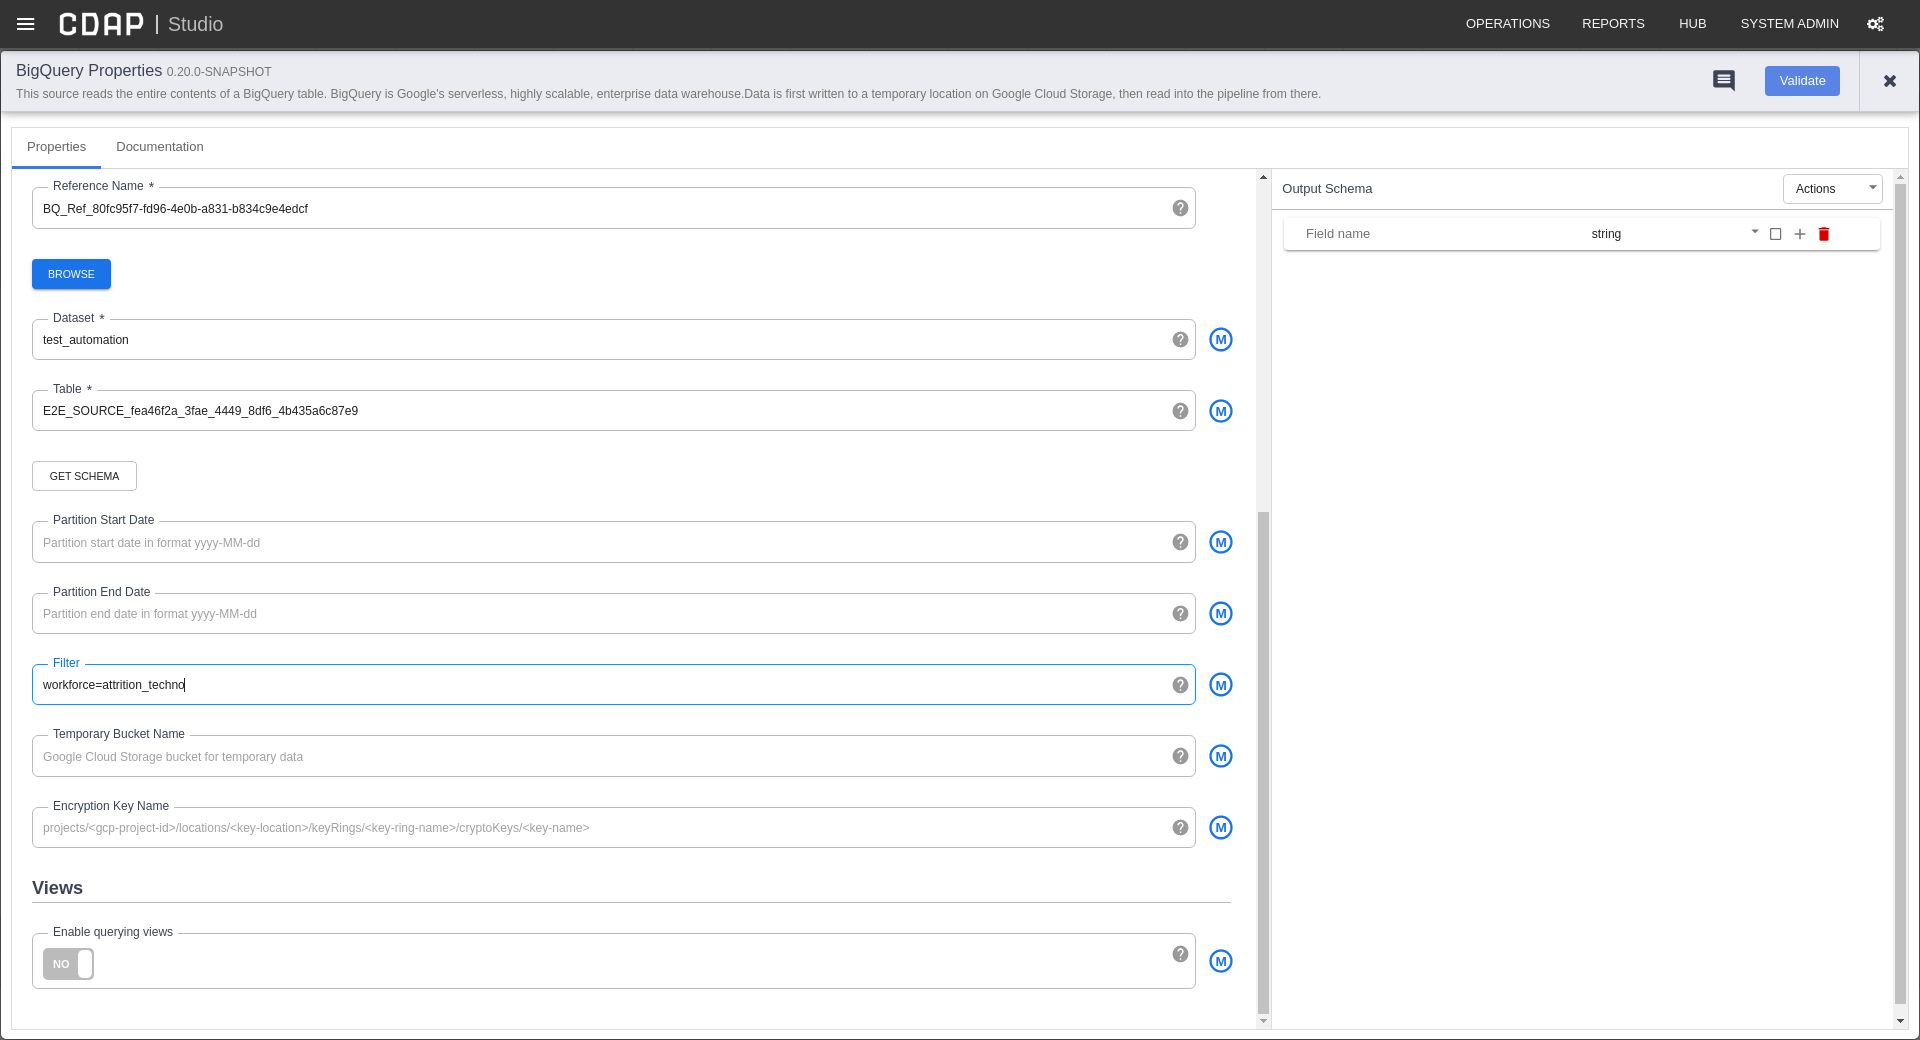 CDAP | Studio
OPERATIONS REPORTS HUB SYSTEM ADMIN
BigQuery Properties 0.20.0-SNAPSHOT
This source reads the entire contents of a BigQuery table. BigQuery is Google's serverless, highly scalable, enterprise data warehouse.Data is first written to a temporary location on Google Cloud Storage, then read into the pipeline from there.
Validate
Properties Documentation
Reference Name *
BQ_Ref_80fc95f7-fd96-4e0b-a831-b834c9e4edcf
BROWSE
Dataset *
test_automation
M
Table *
E2E_SOURCE_fea46f2a_3fae_4449_8df6_4b435a6c87e9
M
GET SCHEMA
Partition Start Date
Partition start date in format yyyy-MM-dd
M
Partition End Date
Partition end date in format yyyy-MM-dd
M
Filter
workforce=attrition_techno
M
Temporary Bucket Name
Google Cloud Storage bucket for temporary data
M
Encryption Key Name
projects/<gcp-project-id>/locations/<key-location>/keyRings/<key-ring-name>/cryptoKeys/<key-name>
M
Views
Enable querying views
NO
M
Output Schema
Actions
Field name string